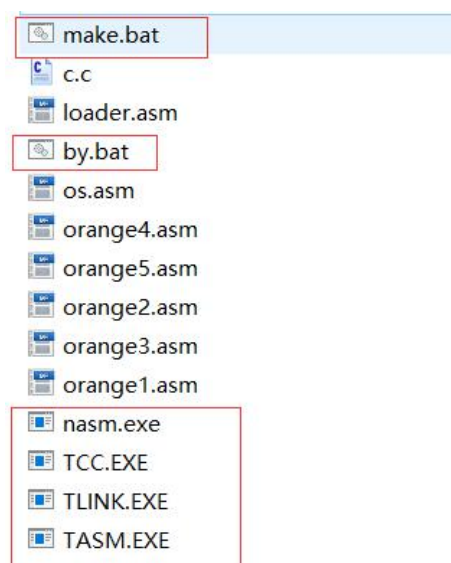 make.bat
c.c
loader.asm
by.bat
os.asm
orange4.asm
orange5.asm
orange2.asm
orange3.asm
orange1.asm
nasm.exe
TCC.EXE
TLINK.EXE
TASM.EXE